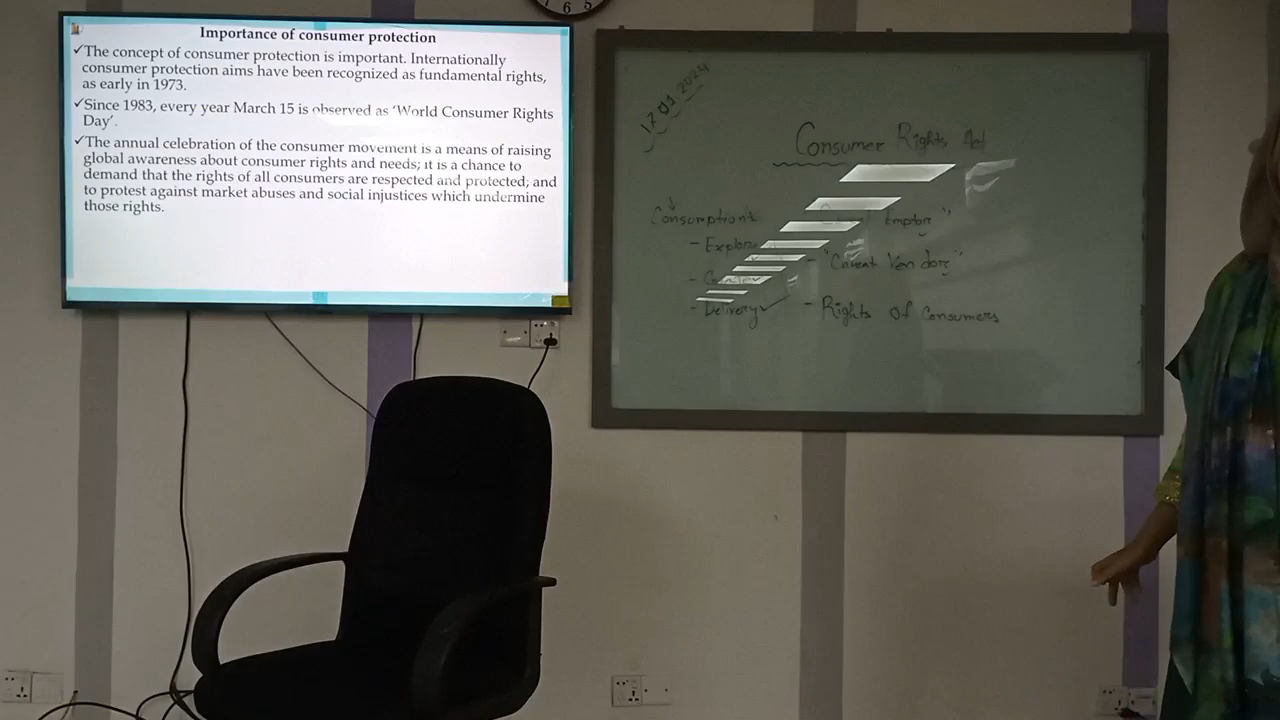 Importance of consumer protection
✓The concept of consumer protection is important. Internationally
consumer protection aims have been recognized as fundamental rights,
as early in 1973.
✓Since 1983, every year March 15 is observed as ‘World Consumer Rights
Day’.
✓The annual celebration of the consumer movement is a means of raising
global awareness about consumer rights and needs; it is a chance to
demand that the rights of all consumers are respected and protected; and
to protest against market abuses and social injustices which undermine
those rights.
6 5
2024
Consumer Rights Act
Consumption
Emptore"
- "Caveat Vendore"
- Delivery ✓
- Rights Of Consumers